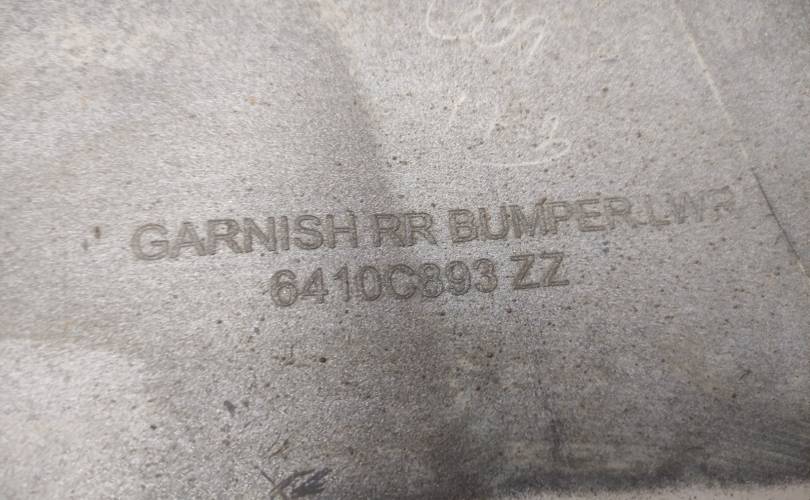 GARNISH RR BUMPER.LWR
6410C893 ZZ